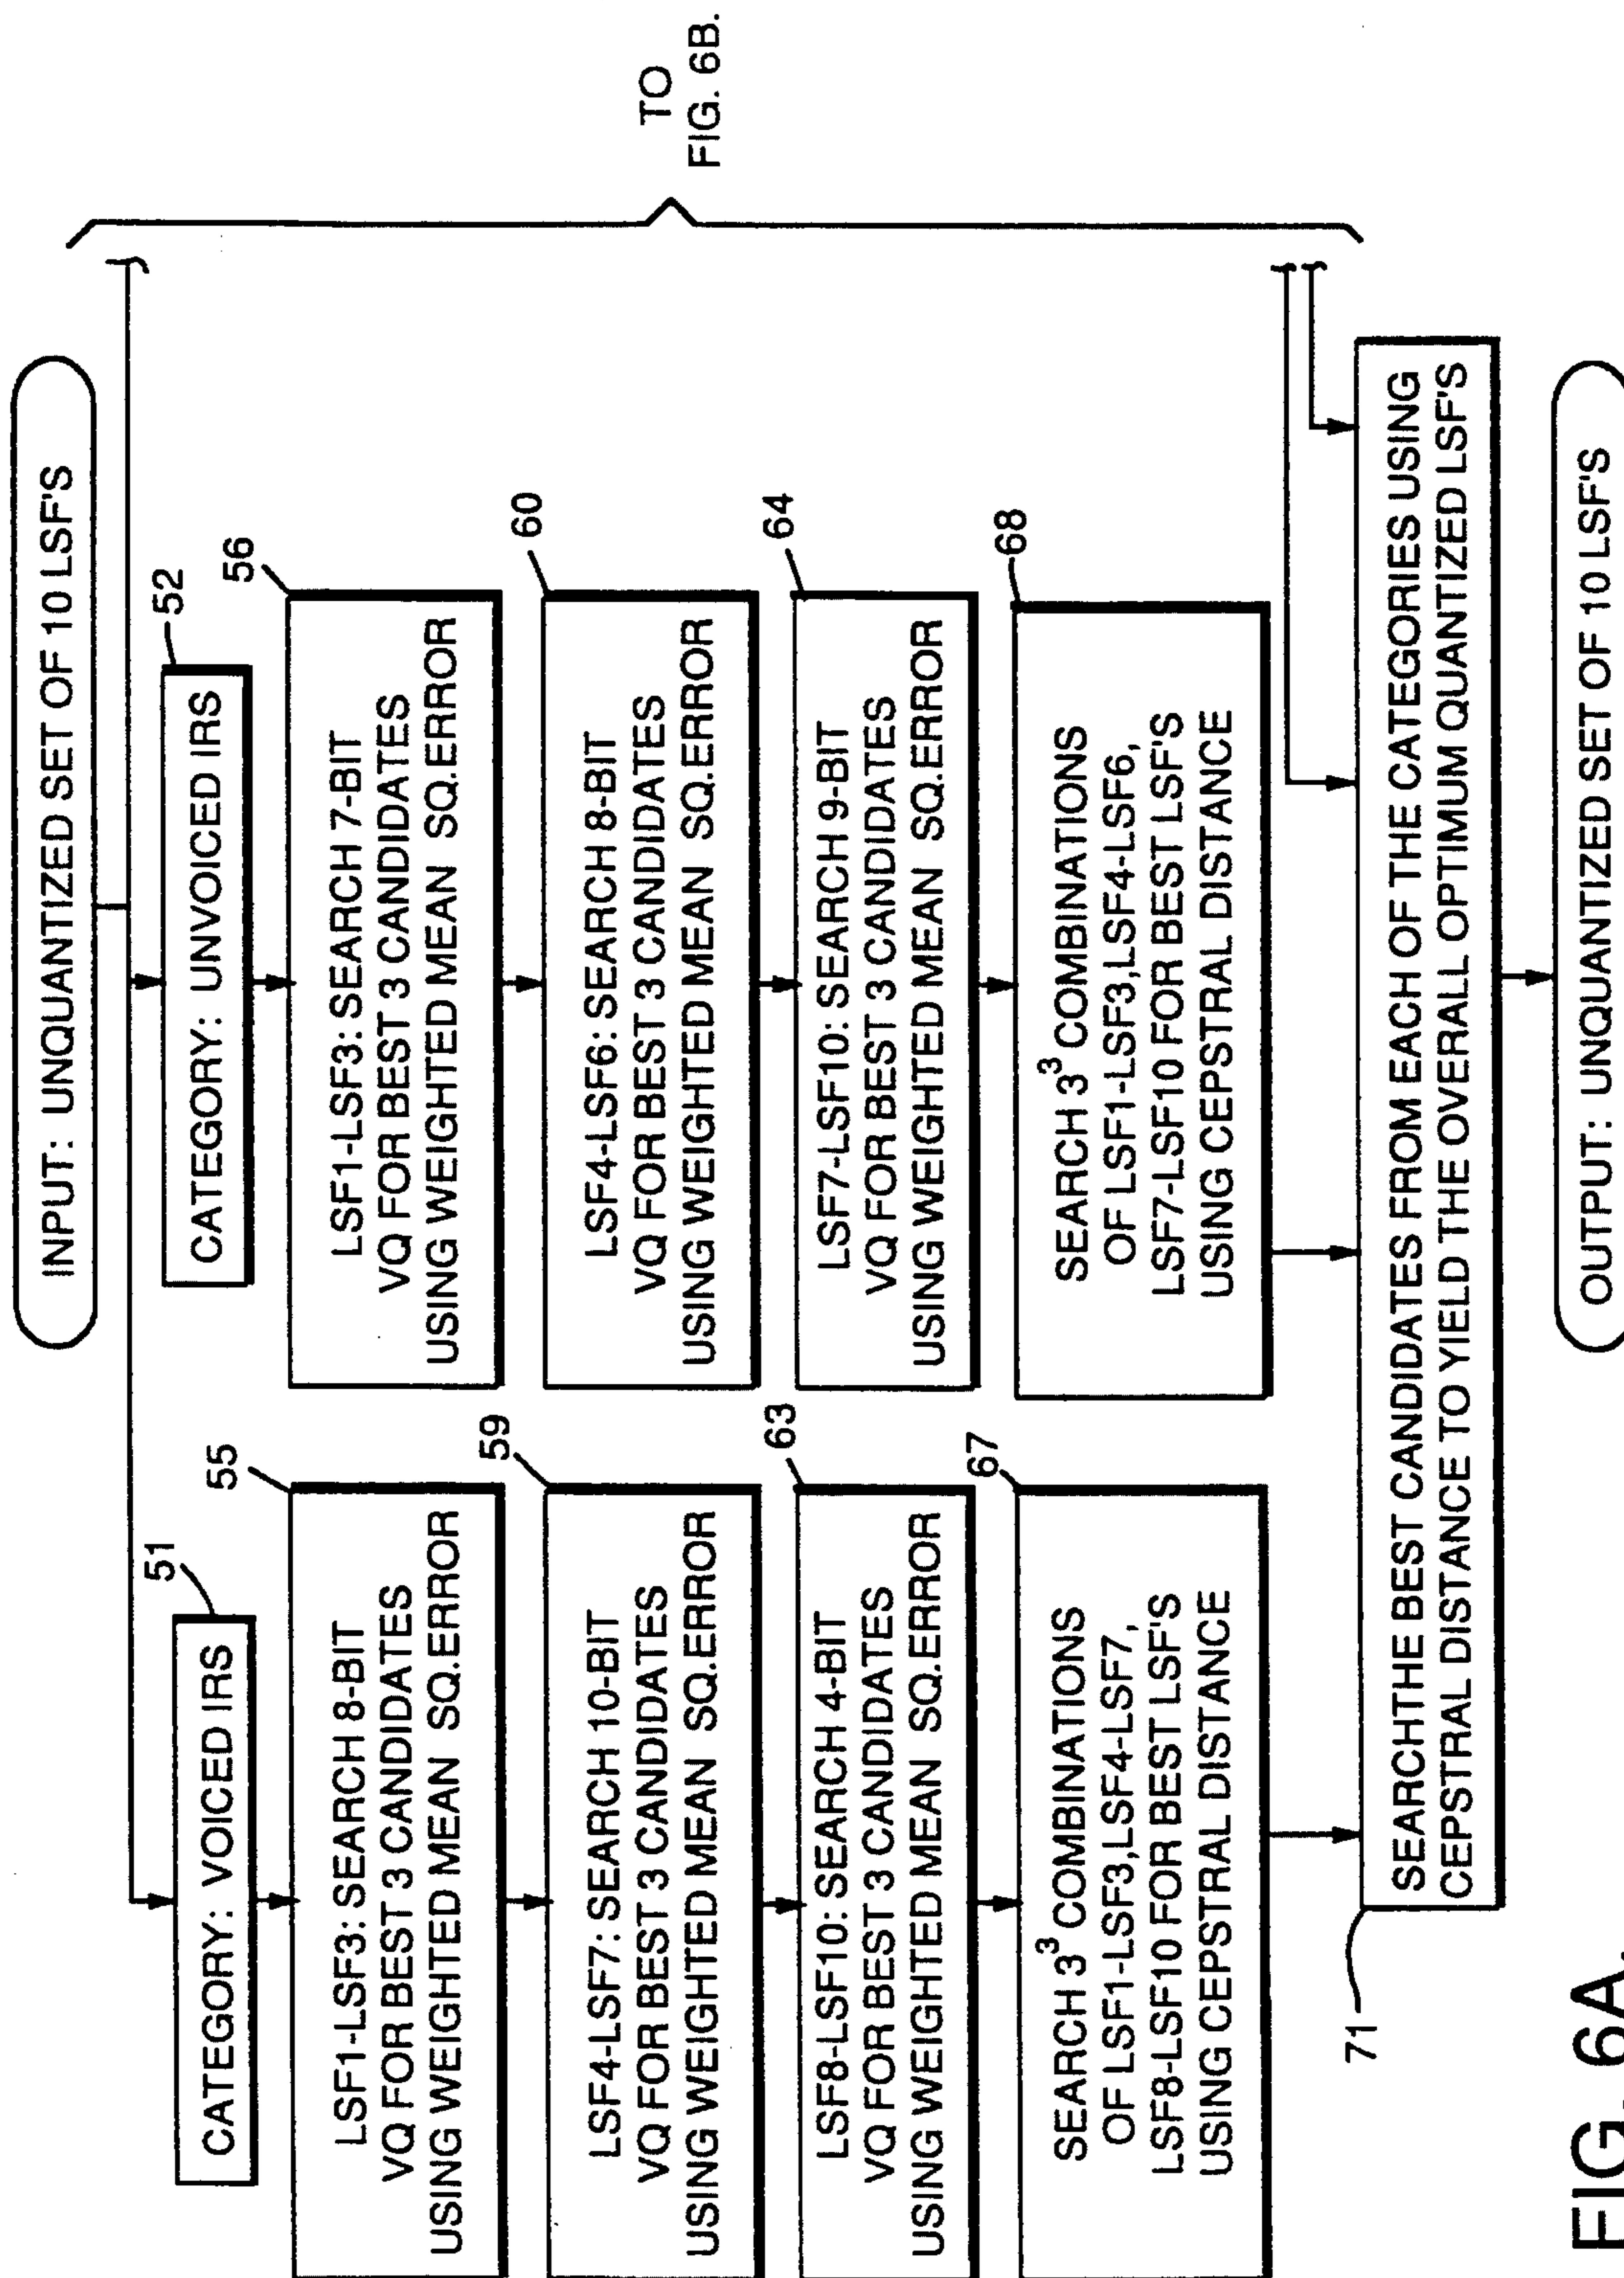 INPUT: UNQUANTIZED SET OF 10 LSF'S
TO
FIG. 6B.
51
CATEGORY: VOICED IRS
52
CATEGORY: UNVOICED IRS
55
LSF1-LSF3: SEARCH 8-BIT
VQ FOR BEST 3 CANDIDATES
USING WEIGHTED MEAN SQ.ERROR
56
LSF1-LSF3: SEARCH 7-BIT
VQ FOR BEST 3 CANDIDATES
USING WEIGHTED MEAN SQ.ERROR
59
LSF4-LSF7: SEARCH 10-BIT
VQ FOR BEST 3 CANDIDATES
USING WEIGHTED MEAN SQ.ERROR
60
LSF4-LSF6: SEARCH 8-BIT
VQ FOR BEST 3 CANDIDATES
USING WEIGHTED MEAN SQ.ERROR
63
LSF8-LSF10: SEARCH 4-BIT
VQ FOR BEST 3 CANDIDATES
USING WEIGHTED MEAN SQ.ERROR
64
LSF7-LSF10: SEARCH 9-BIT
VQ FOR BEST 3 CANDIDATES
USING WEIGHTED MEAN SQ.ERROR
67
SEARCH 3³ COMBINATIONS
OF LSF1-LSF3,LSF4-LSF7,
LSF8-LSF10 FOR BEST LSF'S
USING CEPSTRAL DISTANCE
68
SEARCH 3³ COMBINATIONS
OF LSF1-LSF3,LSF4-LSF6,
LSF7-LSF10 FOR BEST LSF'S
USING CEPSTRAL DISTANCE
71
SEARCHTHE BEST CANDIDATES FROM EACH OF THE CATEGORIES USING
CEPSTRAL DISTANCE TO YIELD THE OVERALL OPTIMUM QUANTIZED LSF'S
OUTPUT: UNQUANTIZED SET OF 10 LSF'S
FIG. 6A.